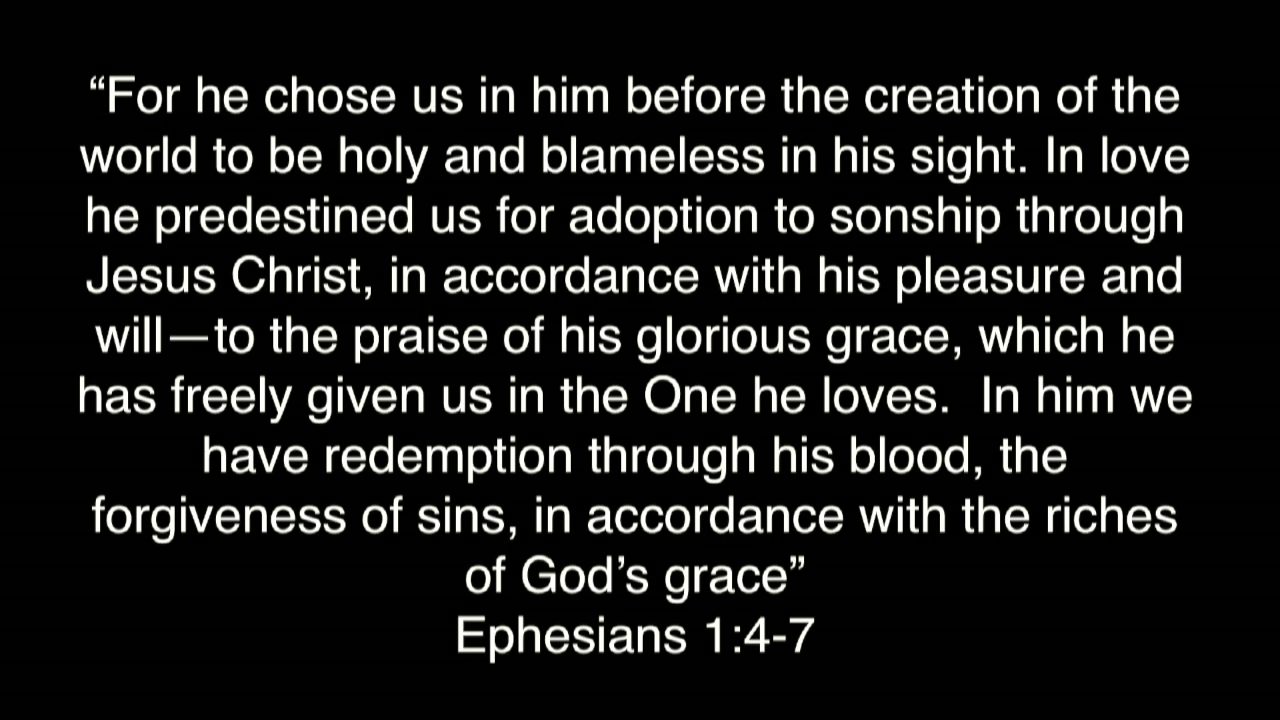 “For he chose us in him before the creation of the
world to be holy and blameless in his sight. In love
he predestined us for adoption to sonship through
Jesus Christ, in accordance with his pleasure and
will—to the praise of his glorious grace, which he
has freely given us in the One he loves.  In him we
have redemption through his blood, the
forgiveness of sins, in accordance with the riches
of God’s grace”
Ephesians 1:4-7